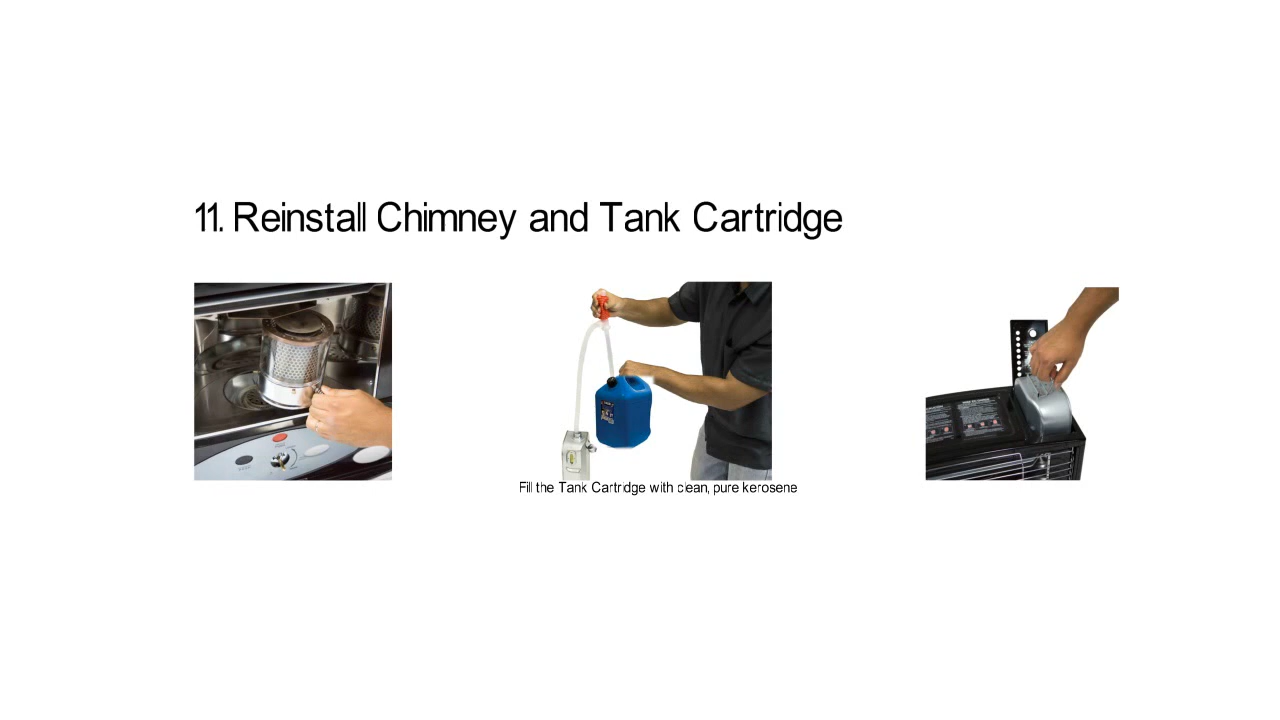 11. Reinstall Chimney and Tank Cartridge
Fill the Tank Cartridge with clean, pure kerosene